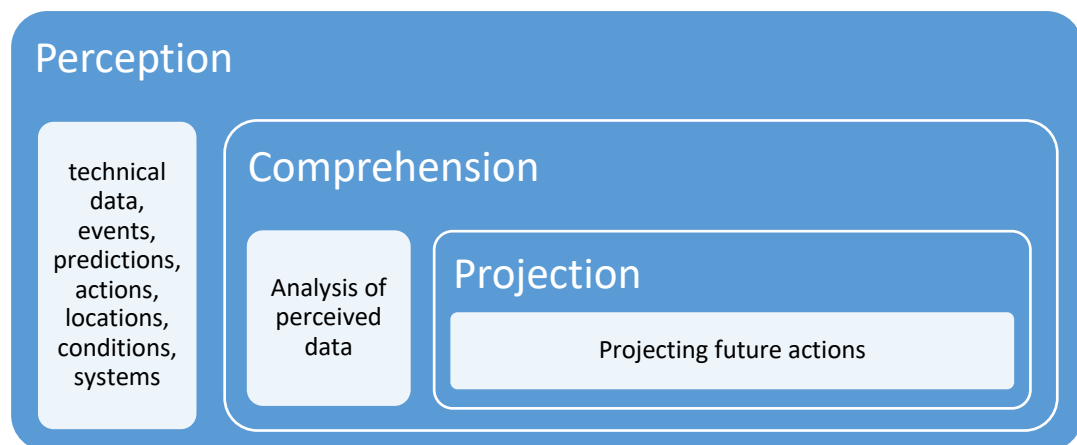 Perception
technical
data,
events,
predictions,
actions,
locations,
conditions,
systems
Comprehension
Analysis of
perceived
data
Projection
Projecting future actions